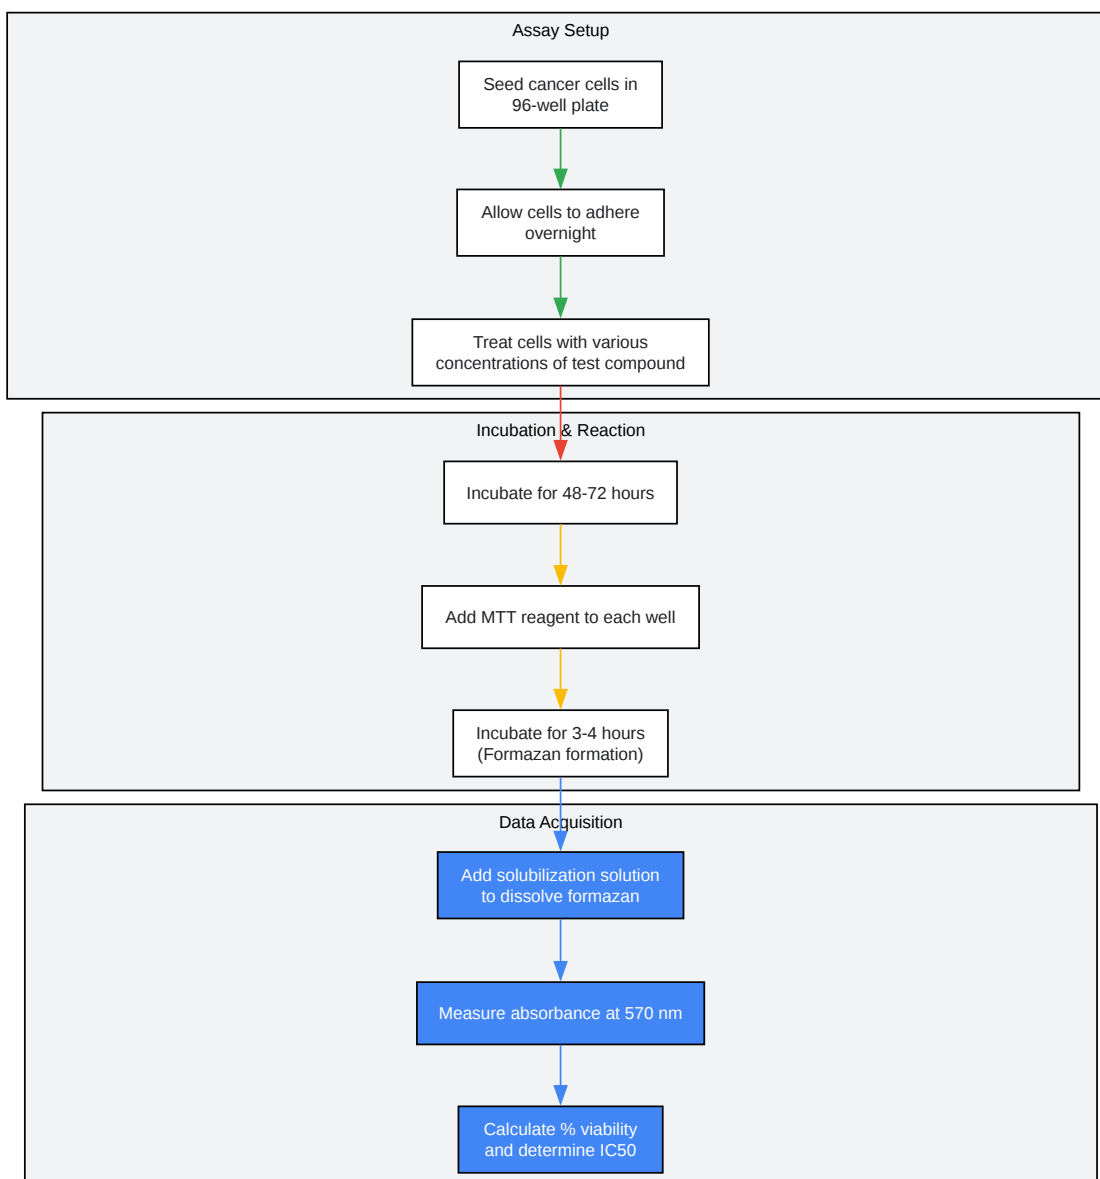 Assay Setup
Seed cancer cells in
96-well plate
Allow cells to adhere
overnight
Treat cells with various
concentrations of test compound
Incubation & Reaction
Incubate for 48-72 hours
Add MTT reagent to each well
Incubate for 3-4 hours
(Formazan formation)
Data Acquisition
Add solubilization solution
to dissolve formazan
Measure absorbance at 570 nm
Calculate % viability
and determine IC50